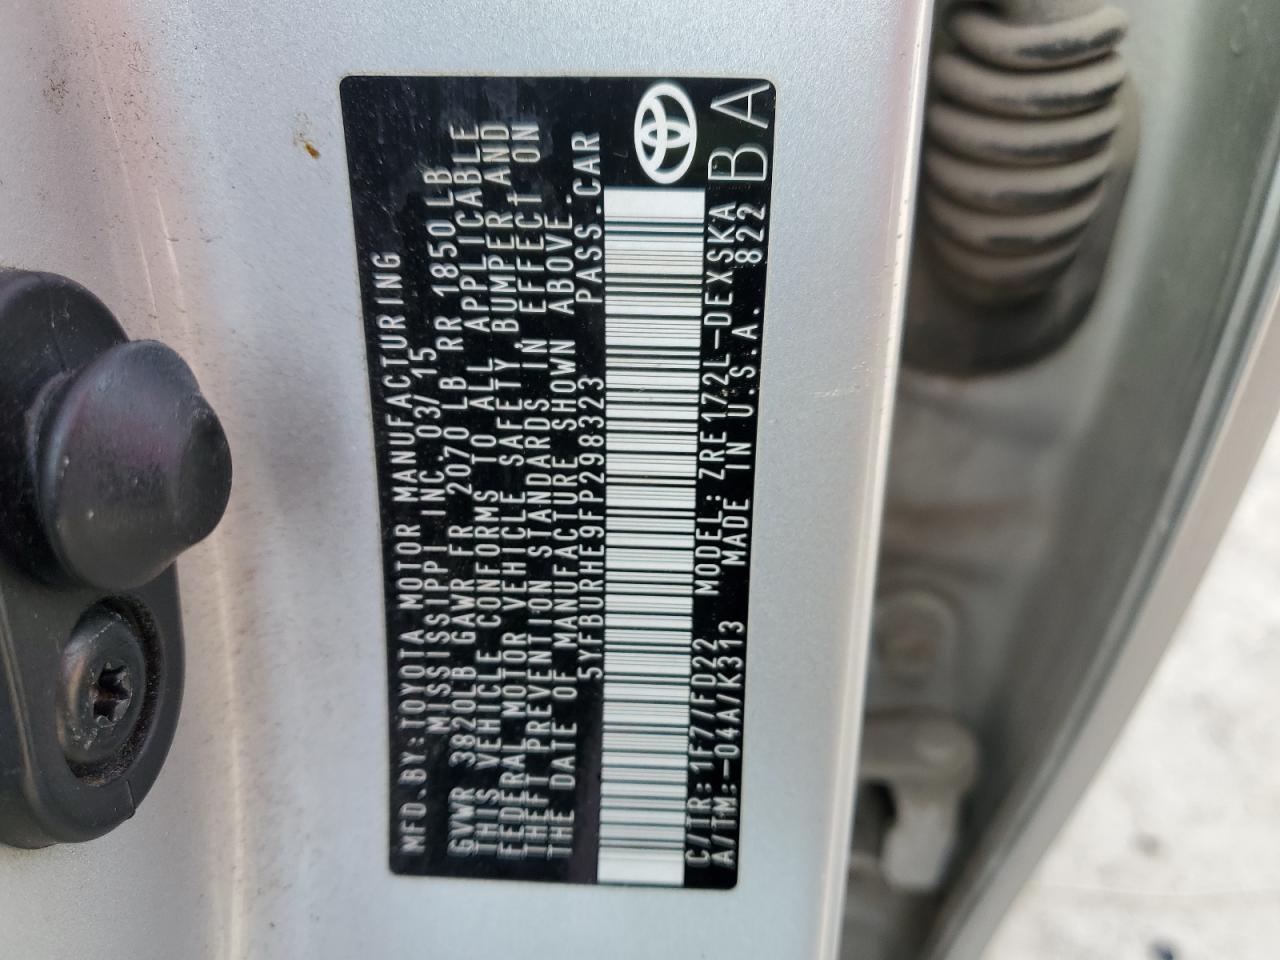 MFD.BY:TOYOTA MOTOR MANUFACTURING
MISSISSIPPI INC.03/15
GVWR 3820LB GAWR FR 2070 LB RR 1850 LB
THIS VEHICLE CONFORMS TO ALL APPLICABLE
FEDERAL MOTOR VEHICLE SAFETY, BUMPER AND
THEFT PREVENTION STANDARDS IN EFFECT ON
THE DATE OF MANUFACTURE SHOWN ABOVE.
5YFBURHE9FP298323 PASS.CAR
C/TR:1F7/FD22 MODEL:ZRE172L-DEXSKA
A/TM:-04A/K313 MADE IN U.S.A. 822
BA